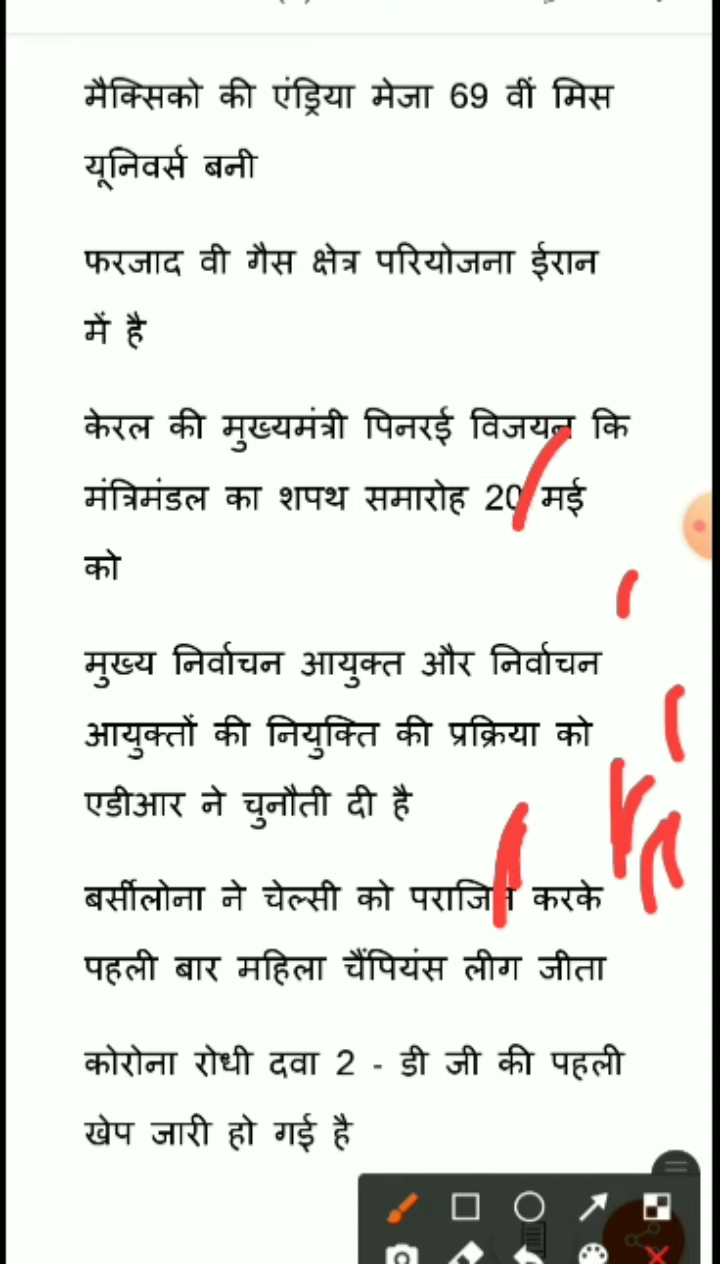 मैक्सिको की एंड्रिया मेजा 69 वीं मिस
यूनिवर्स बनी
फरजाद वी गैस क्षेत्र परियोजना ईरान
में है
केरल की मुख्यमंत्री पिनरई विजयन कि
मंत्रिमंडल का शपथ समारोह 20 मई
को
मुख्य निर्वाचन आयुक्त और निर्वाचन
आयुक्तों की नियुक्ति की प्रक्रिया को
एडीआर ने चुनौती दी है
बर्सीलोना ने चेल्सी को पराजित करके
पहली बार महिला चैंपियंस लीग जीता
कोरोना रोधी दवा 2 - डी जी की पहली
खेप जारी हो गई है